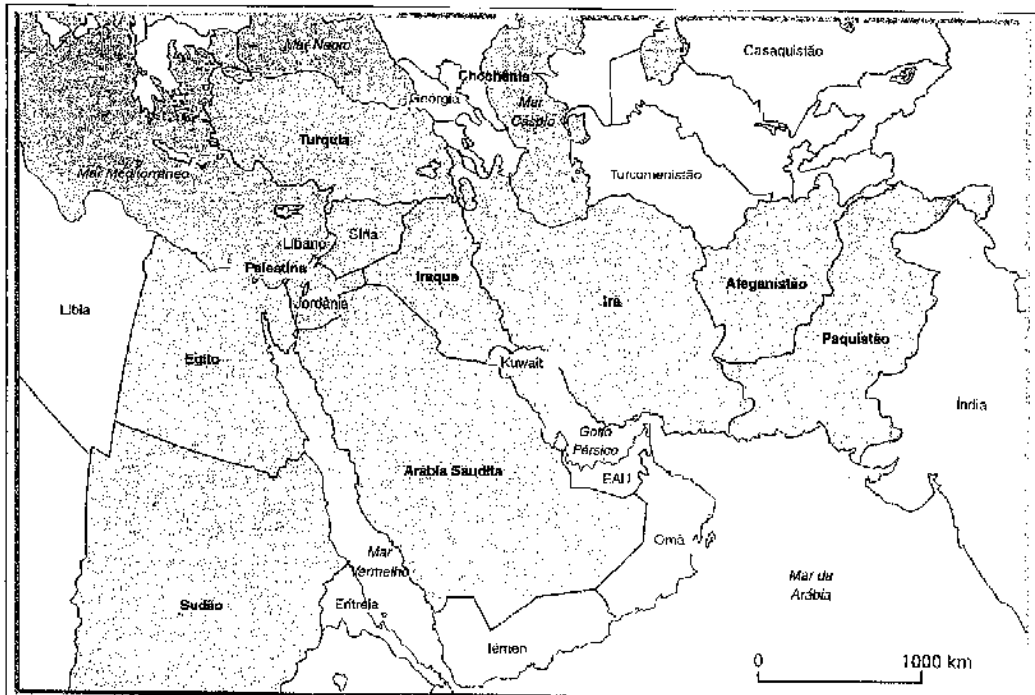 Mar Negro
Casaquistão
Chechênia
Geórgia
Mar
Cáspio
Turquia
Mar Mediterrâneo
Turcomenistão
Líbano
Síria
Palestina
Iraque
Irã
Afeganistão
Jordânia
Líbia
Egito
Kuwait
Paquistão
Índia
Golfo
Pérsico
Arábia Saudita
EAU
Omã
Mar
Vermelho
Mar da
Arábia
Sudão
Eritréia
Iêmen
0 1000 km